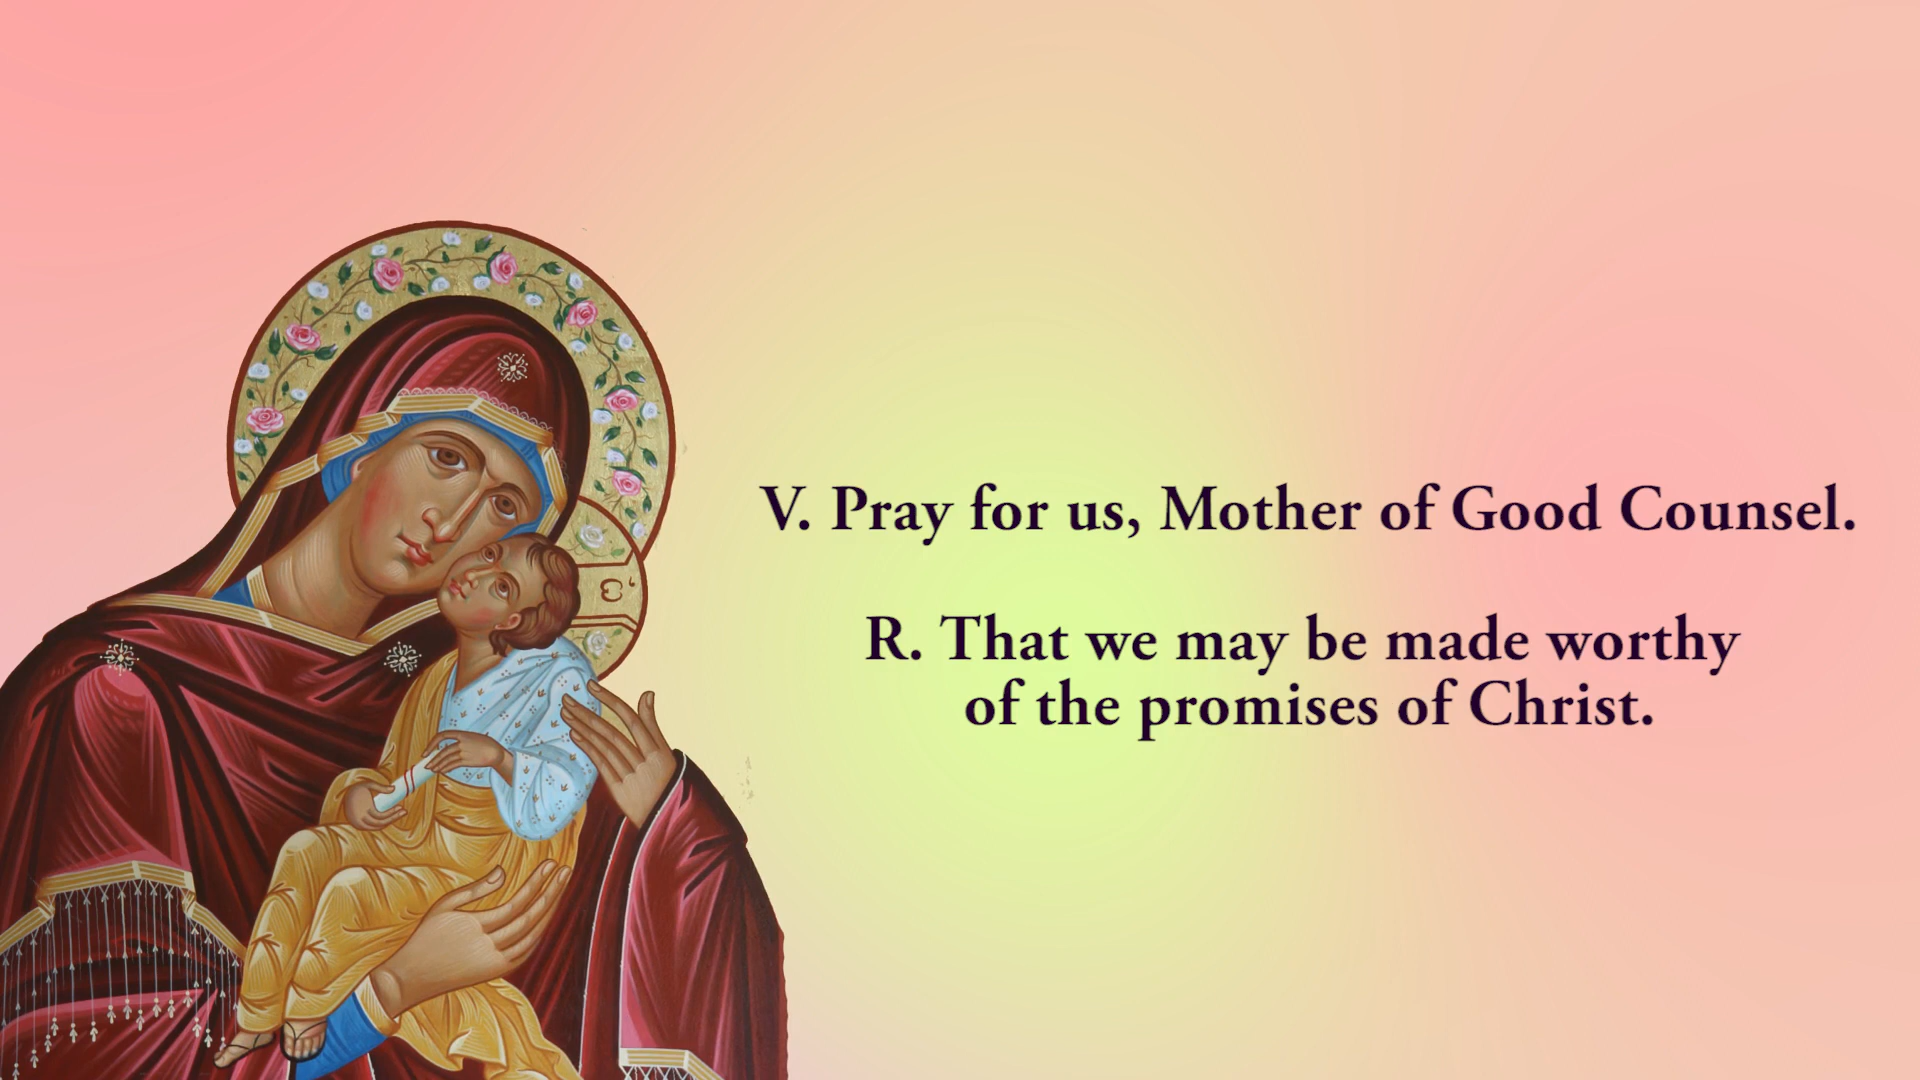 V. Pray for us, Mother of Good Counsel.
R. That we may be made worthy
of the promises of Christ.
ώ